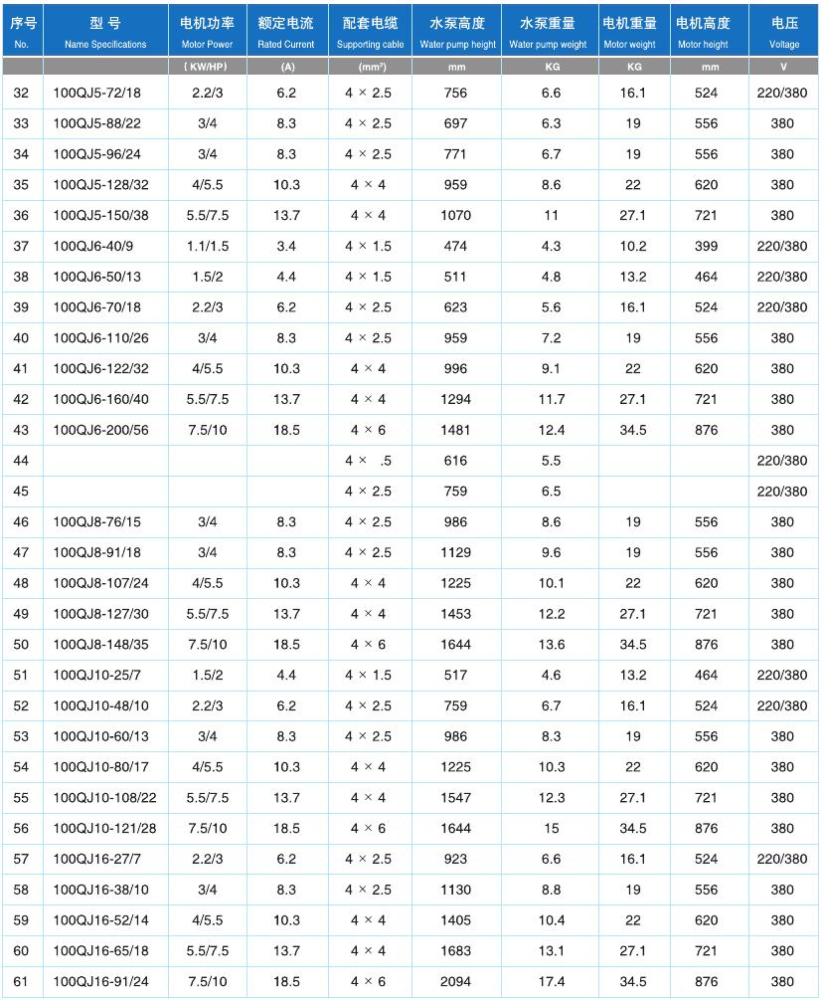 序号 型 号 电机功率 额定电流 配套电缆 水泵高度 水泵重量 电机重量 电机高度 电压
No. Name Specifications Motor Power Rated Current Supporting cable Water pump height Water pump weight Motor weight Motor height Voltage
(KW/HP) (A) (mm²) mm KG KG mm V
32 100QJ5-72/18 2.2/3 6.2 4 × 2.5 756 6.6 16.1 524 220/380
33 100QJ5-88/22 3/4 8.3 4 × 2.5 697 6.3 19 556 380
34 100QJ5-96/24 3/4 8.3 4 × 2.5 771 6.7 19 556 380
35 100QJ5-128/32 4/5.5 10.3 4 × 4 959 8.6 22 620 380
36 100QJ5-150/38 5.5/7.5 13.7 4 × 4 1070 11 27.1 721 380
37 100QJ6-40/9 1.1/1.5 3.4 4 × 1.5 474 4.3 10.2 399 220/380
38 100QJ6-50/13 1.5/2 4.4 4 × 1.5 511 4.8 13.2 464 220/380
39 100QJ6-70/18 2.2/3 6.2 4 × 2.5 623 5.6 16.1 524 220/380
40 100QJ6-110/26 3/4 8.3 4 × 2.5 959 7.2 19 556 380
41 100QJ6-122/32 4/5.5 10.3 4 × 4 996 9.1 22 620 380
42 100QJ6-160/40 5.5/7.5 13.7 4 × 4 1294 11.7 27.1 721 380
43 100QJ6-200/56 7.5/10 18.5 4 × 6 1481 12.4 34.5 876 380
44 4 × .5 616 5.5 220/380
45 4 × 2.5 759 6.5 220/380
46 100QJ8-76/15 3/4 8.3 4 × 2.5 986 8.6 19 556 380
47 100QJ8-91/18 3/4 8.3 4 × 2.5 1129 9.6 19 556 380
48 100QJ8-107/24 4/5.5 10.3 4 × 4 1225 10.1 22 620 380
49 100QJ8-127/30 5.5/7.5 13.7 4 × 4 1453 12.2 27.1 721 380
50 100QJ8-148/35 7.5/10 18.5 4 × 6 1644 13.6 34.5 876 380
51 100QJ10-25/7 1.5/2 4.4 4 × 1.5 517 4.6 13.2 464 220/380
52 100QJ10-48/10 2.2/3 6.2 4 × 2.5 759 6.7 16.1 524 220/380
53 100QJ10-60/13 3/4 8.3 4 × 2.5 986 8.3 19 556 380
54 100QJ10-80/17 4/5.5 10.3 4 × 4 1225 10.3 22 620 380
55 100QJ10-108/22 5.5/7.5 13.7 4 × 4 1547 12.3 27.1 721 380
56 100QJ10-121/28 7.5/10 18.5 4 × 6 1644 15 34.5 876 380
57 100QJ16-27/7 2.2/3 6.2 4 × 2.5 923 6.6 16.1 524 220/380
58 100QJ16-38/10 3/4 8.3 4 × 2.5 1130 8.8 19 556 380
59 100QJ16-52/14 4/5.5 10.3 4 × 4 1405 10.4 22 620 380
60 100QJ16-65/18 5.5/7.5 13.7 4 × 4 1683 13.1 27.1 721 380
61 100QJ16-91/24 7.5/10 18.5 4 × 6 2094 17.4 34.5 876 380